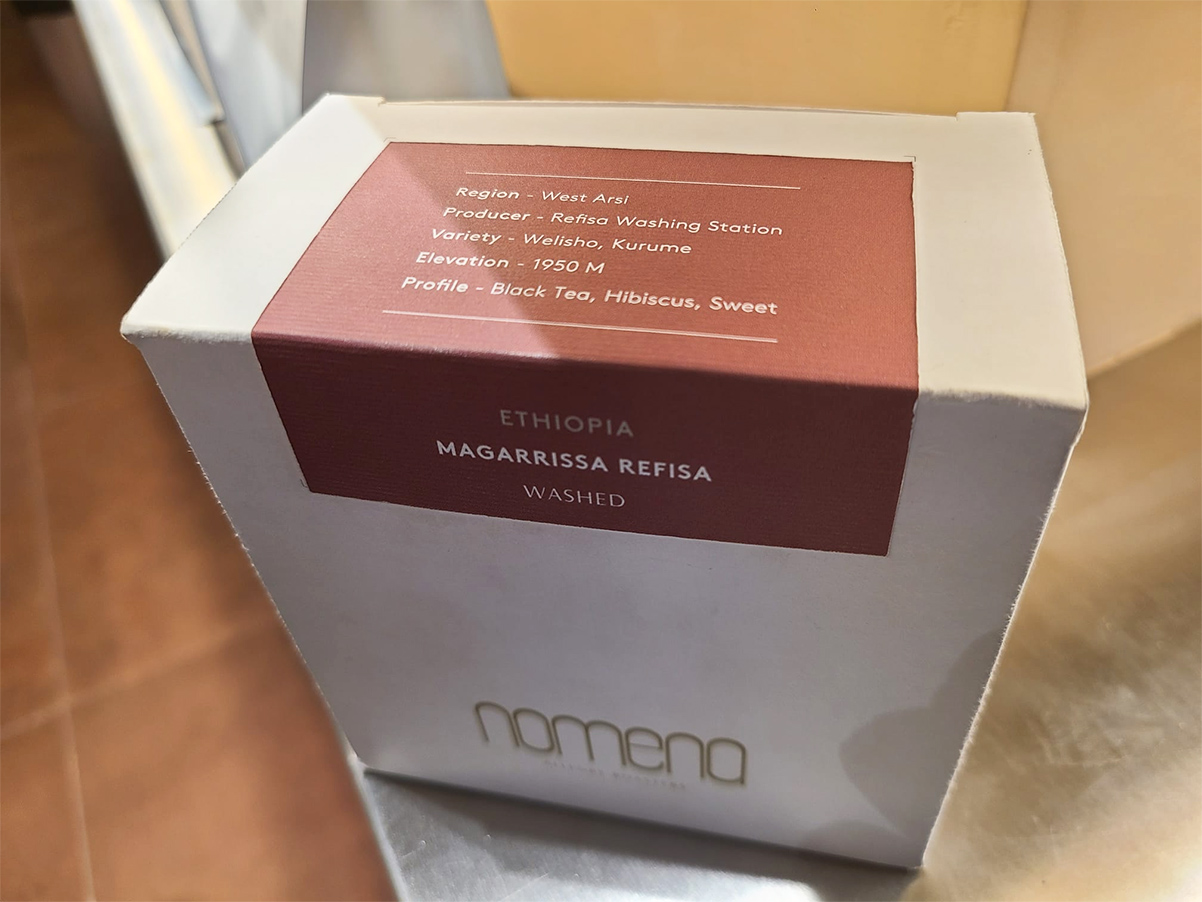 Region - West Arsi
Producer - Refisa Washing Station
Variety - Welisho, Kurume
Elevation - 1950 M
Profile - Black Tea, Hibiscus, Sweet
ETHIOPIA
MAGARRISSA REFISA
WASHED
nomena